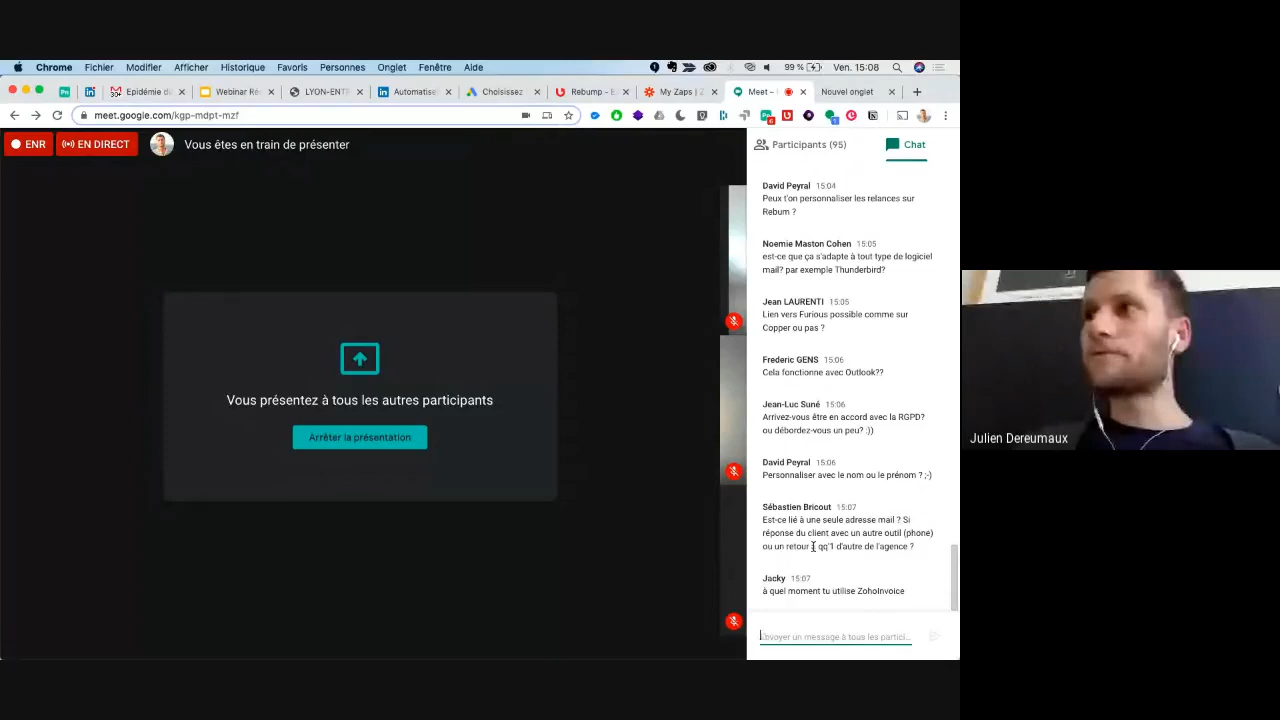 Chrome Fichier Modifier Afficher Historique Favoris Personnes Onglet Fenêtre Aide 99 % Ven. 15:08
Epidémie d Webinar Ré LYON-ENTR Automatise Choisissez Rebump - E My Zaps | Z Meet – Nouvel onglet
meet.google.com/kgp-mdpt-mzf
ENR EN DIRECT Vous êtes en train de présenter
Participants (95) Chat
David Peyral 15:04
Peux t'on personnaliser les relances sur
Rebum ?
Noemie Maston Cohen 15:05
est-ce que ça s'adapte à tout type de logiciel
mail? par exemple Thunderbird?
Jean LAURENTI 15:05
Lien vers Furious possible comme sur
Copper ou pas ?
Frederic GENS 15:06
Cela fonctionne avec Outlook??
Jean-Luc Suné 15:06
Arrivez-vous être en accord avec la RGPD?
ou débordez-vous un peu? :))
David Peyral 15:06
Personnaliser avec le nom ou le prénom ? ;-)
Sébastien Bricout 15:07
Est-ce lié à une seule adresse mail ? Si
réponse du client avec un autre outil (phone)
ou un retour qq'1 d'autre de l'agence ?
Jacky 15:07
à quel moment tu utilise ZohoInvoice
Envoyer un message à tous les partici...
Vous présentez à tous les autres participants
Arrêter la présentation
Julien Dereumaux